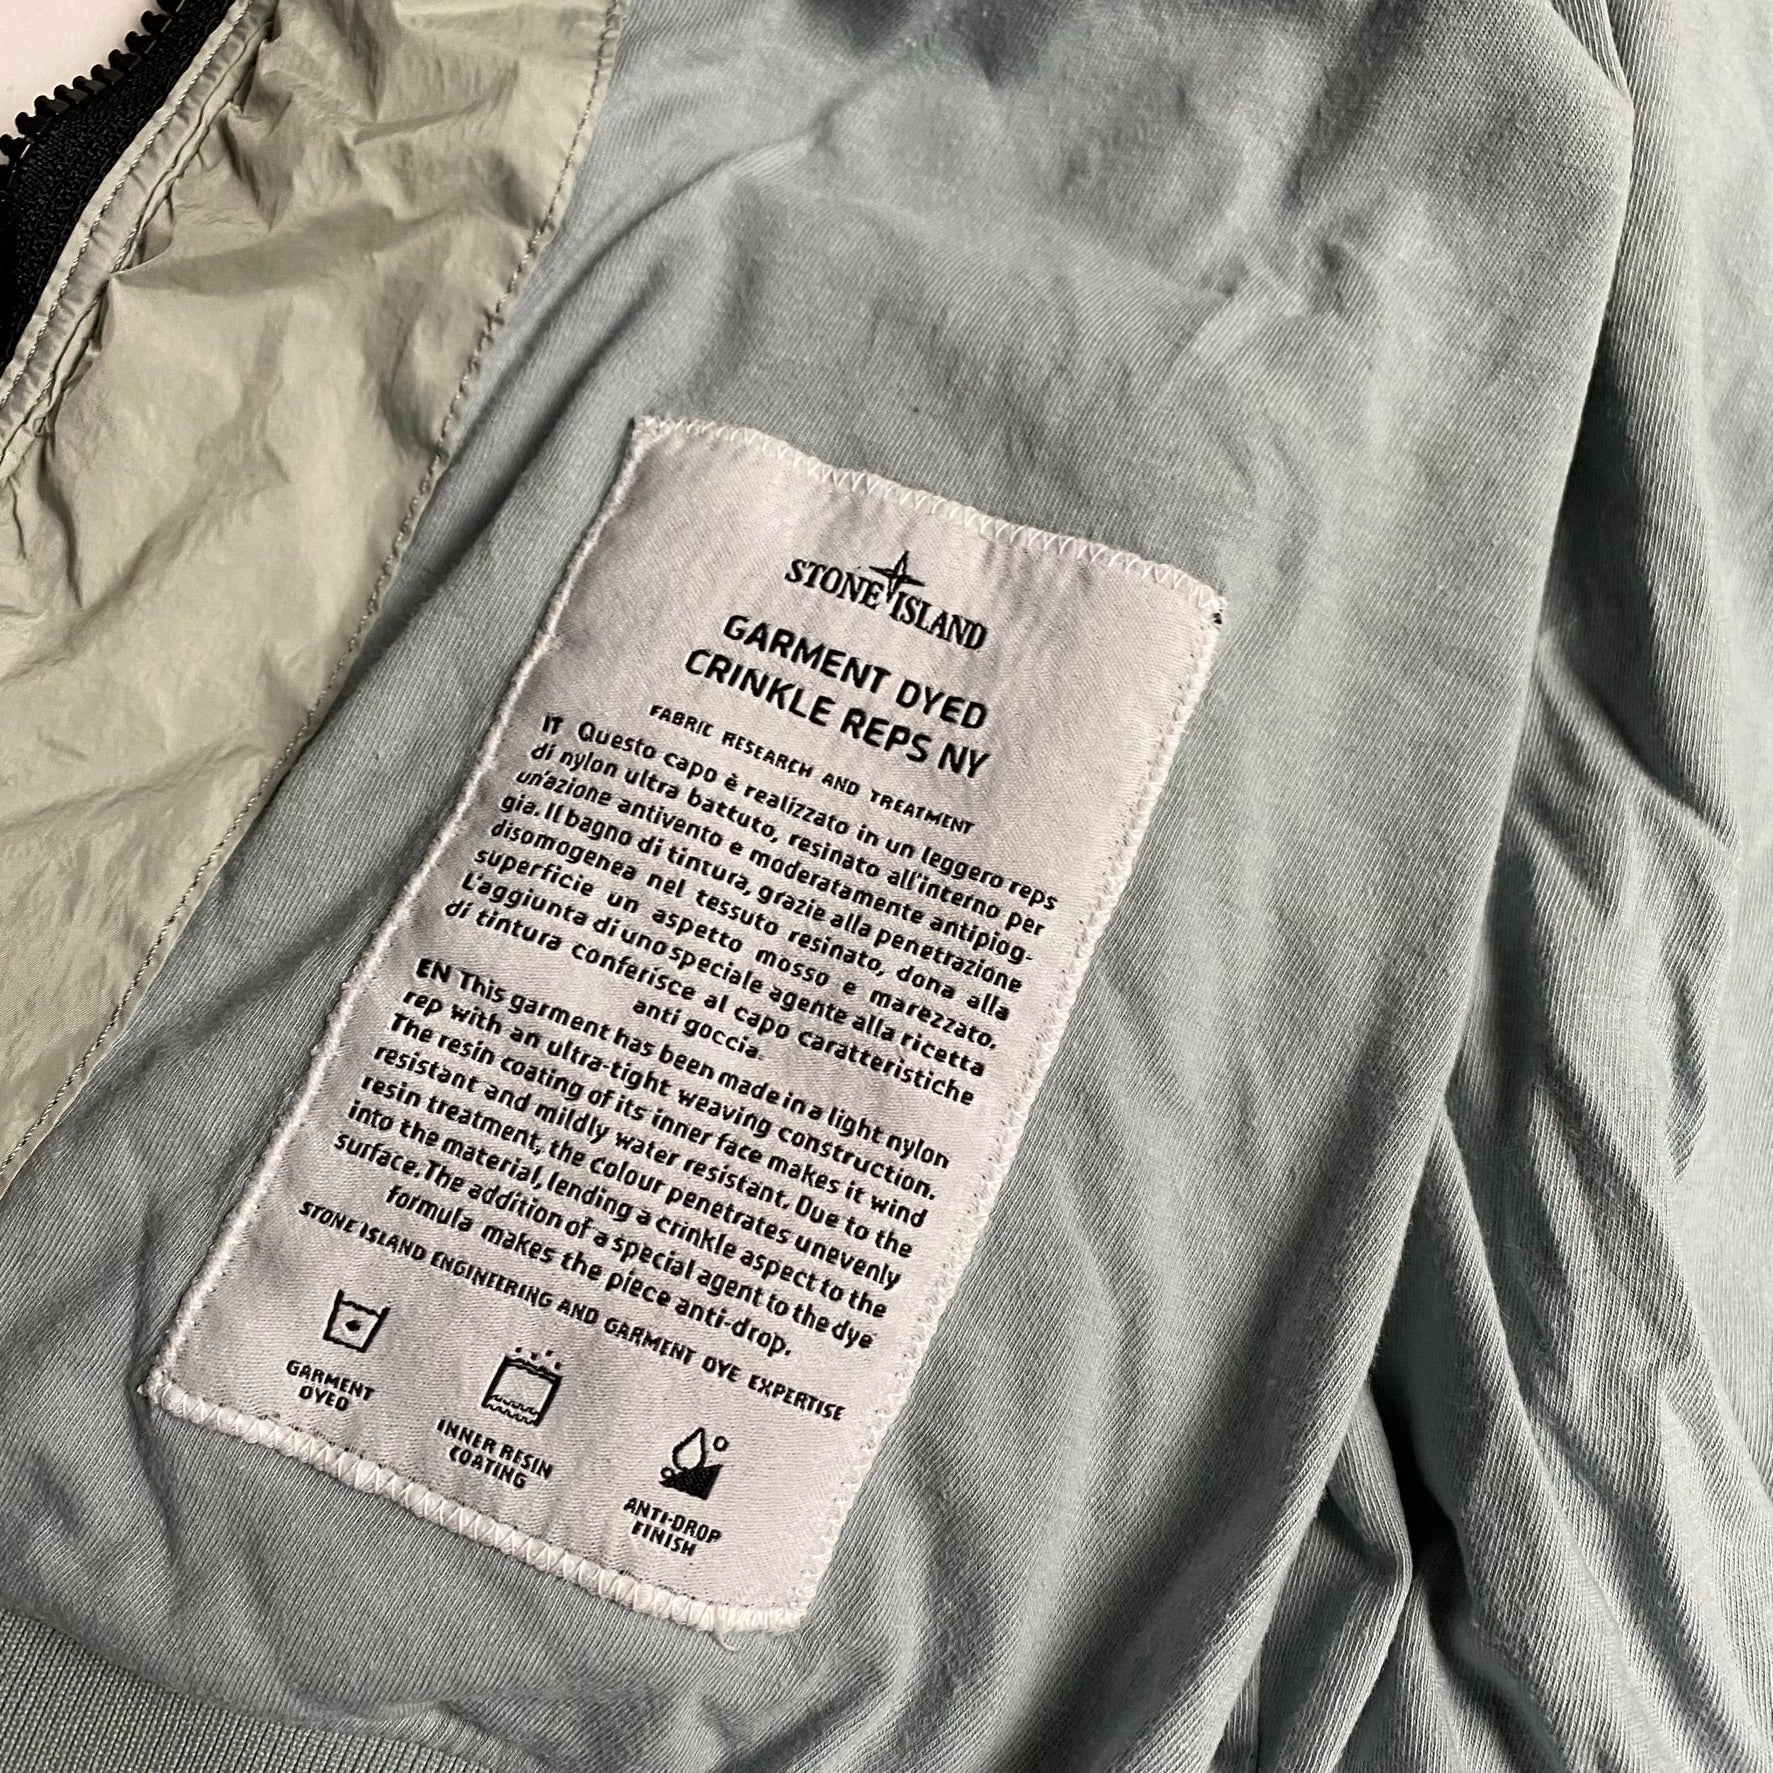 STONE ISLAND
GARMENT DYED
CRINKLE REPS NY
FABRIC RESEARCH AND TREATMENT
IT Questo capo è realizzato in un leggero reps
di nylon ultra battuto, resinato all'interno per
un'azione antivento e moderatamente antipiog-
gia. Il bagno di tintura, grazie alla penetrazione
disomogenea nel tessuto resinato, dona alla
superficie un aspetto mosso e marezzato.
L'aggiunta di uno speciale agente alla ricetta
di tintura conferisce al capo caratteristiche
anti goccia.
EN This garment has been made in a light nylon
rep with an ultra-tight weaving construction.
The resin coating of its inner face makes it wind
resistant and mildly water resistant. Due to the
resin treatment, the colour penetrates unevenly
into the material, lending a crinkle aspect to the
surface. The addition of a special agent to the dye
formula makes the piece anti-drop.
STONE ISLAND ENGINEERING AND GARMENT DYE EXPERTISE
GARMENT
DYED
INNER RESIN
COATING
ANTI-DROP
FINISH